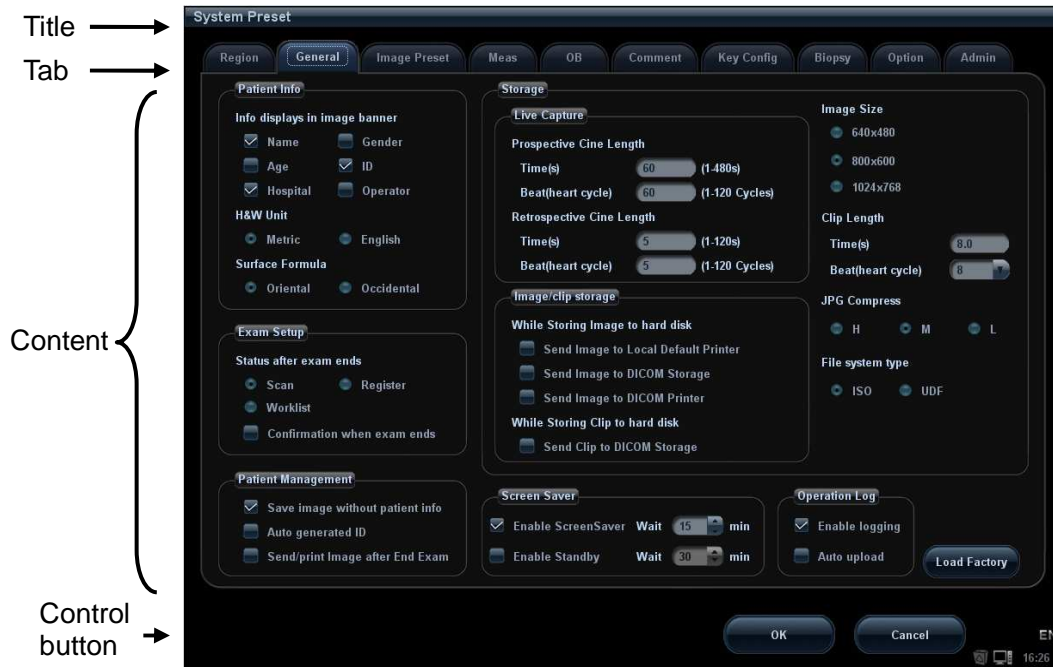 Title
Tab
Content
Control
button
System Preset
Region General Image Preset Meas OB Comment Key Config Biopsy Option Admin
Patient Info
Info displays in image banner
Name Gender
Age ID
Hospital Operator
H&W Unit
Metric English
Surface Formula
Oriental Occidental
Exam Setup
Status after exam ends
Scan Register
Worklist
Confirmation when exam ends
Patient Management
Save image without patient info
Auto generated ID
Send/print Image after End Exam
Storage
Live Capture
Prospective Cine Length
Time(s) 60 (1-480s)
Beat(heart cycle) 60 (1-120 Cycles)
Retrospective Cine Length
Time(s) 5 (1-120s)
Beat(heart cycle) 5 (1-120 Cycles)
Image/clip storage
While Storing Image to hard disk
Send Image to Local Default Printer
Send Image to DICOM Storage
Send Image to DICOM Printer
While Storing Clip to hard disk
Send Clip to DICOM Storage
Image Size
640x480
800x600
1024x768
Clip Length
Time(s) 8.0
Beat(heart cycle) 8
JPG Compress
H M L
File system type
ISO UDF
Screen Saver
Enable ScreenSaver Wait 15 min
Enable Standby Wait 30 min
Operation Log
Enable logging
Auto upload
Load Factory
OK Cancel
EN
16:26